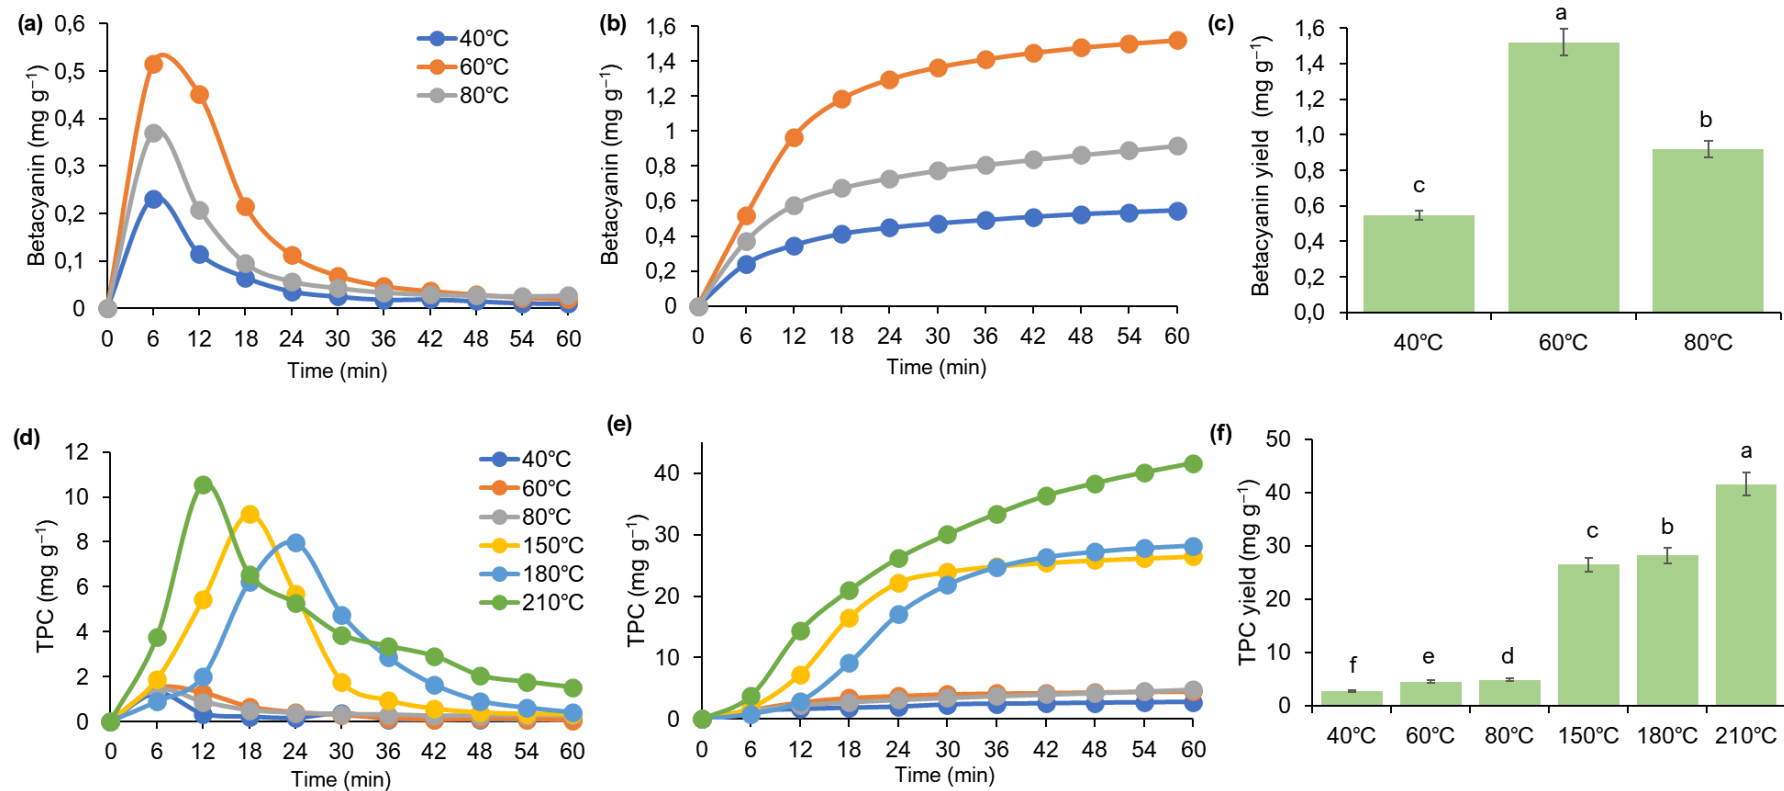 (a)
0,6
0,5
0,4
0,3
0,2
0,1
0
Betacyanin (mg g⁻¹)
40℃
60℃
80℃
0 6 12 18 24 30 36 42 48 54 60
Time (min)
(b)
1,6
1,4
1,2
1
0,8
0,6
0,4
0,2
0
Betacyanin (mg g⁻¹)
0 6 12 18 24 30 36 42 48 54 60
Time (min)
(c)
1,6
1,4
1,2
1,0
0,8
0,6
0,4
0,2
0,0
Betacyanin yield (mg g⁻¹)
c a b
40℃ 60℃ 80℃
(d)
12
10
8
6
4
2
0
TPC (mg g⁻¹)
40℃
60℃
80℃
150℃
180℃
210℃
0 6 12 18 24 30 36 42 48 54 60
Time (min)
(e)
40
30
20
10
0
TPC (mg g⁻¹)
0 6 12 18 24 30 36 42 48 54 60
Time (min)
(f)
50
40
30
20
10
0
TPC yield (mg g⁻¹)
f e d c b a
40℃ 60℃ 80℃ 150℃ 180℃ 210℃